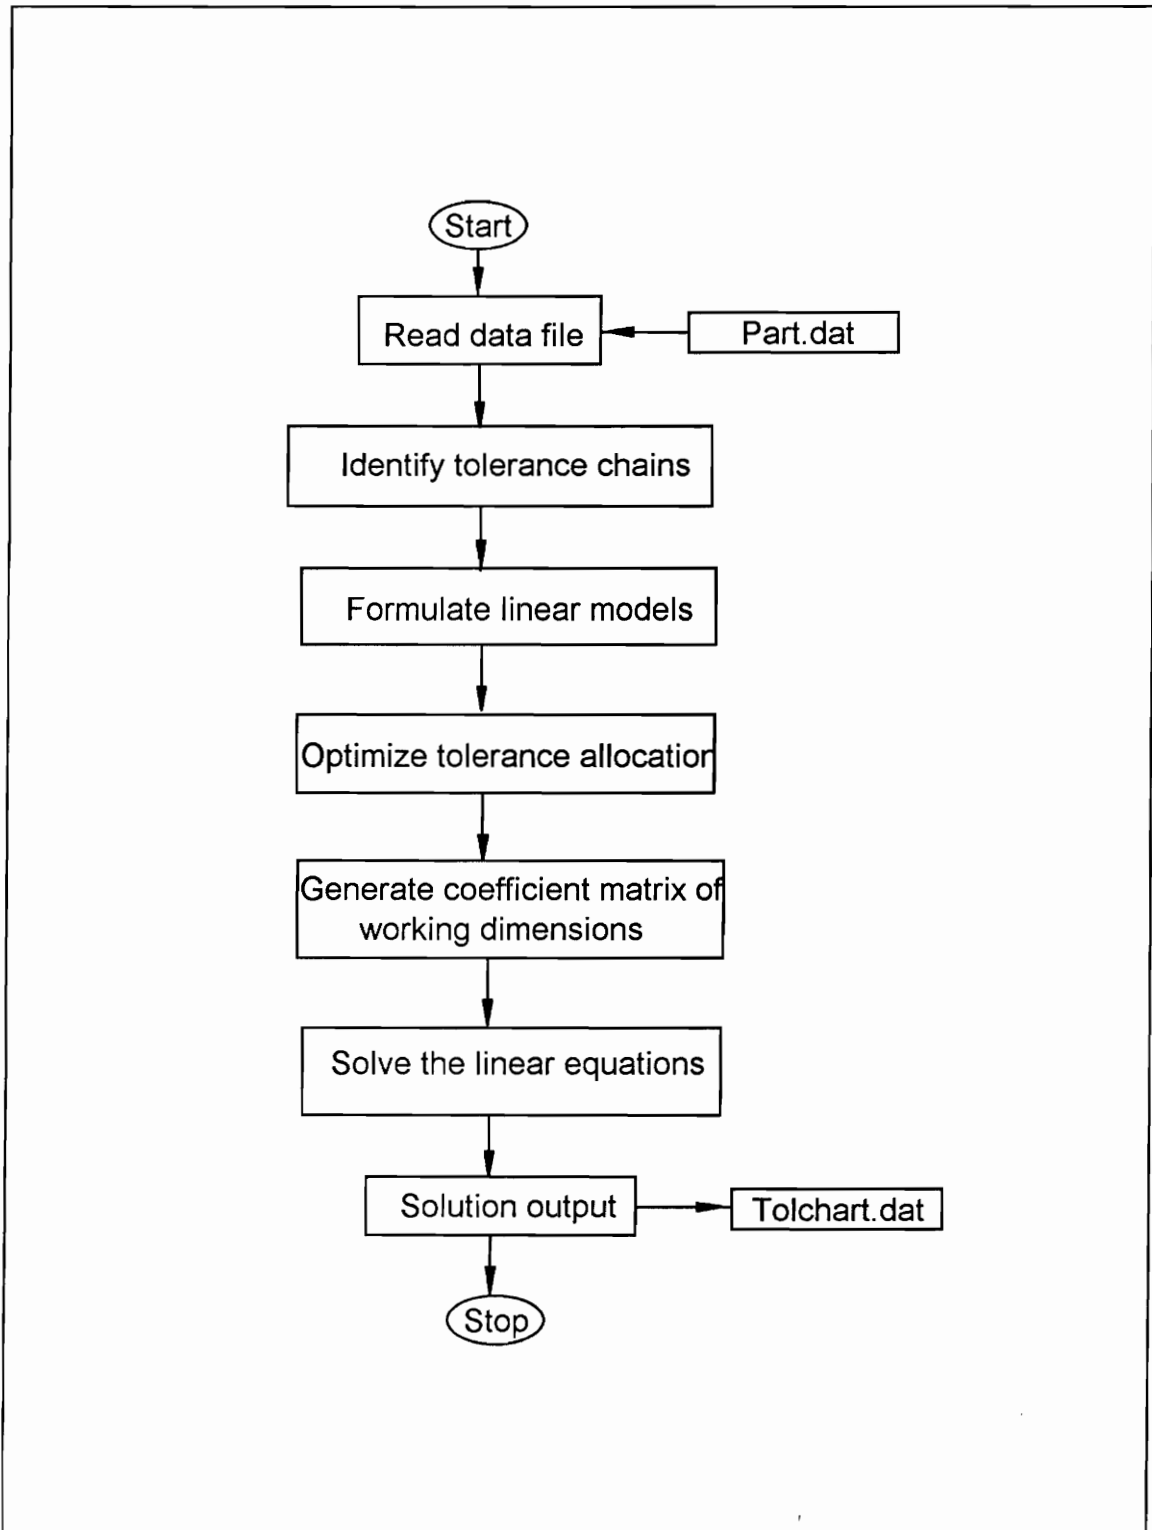 Start
Read data file
Part.dat
Identify tolerance chains
Formulate linear models
Optimize tolerance allocation
Generate coefficient matrix of
working dimensions
Solve the linear equations
Solution output
Tolchart.dat
Stop